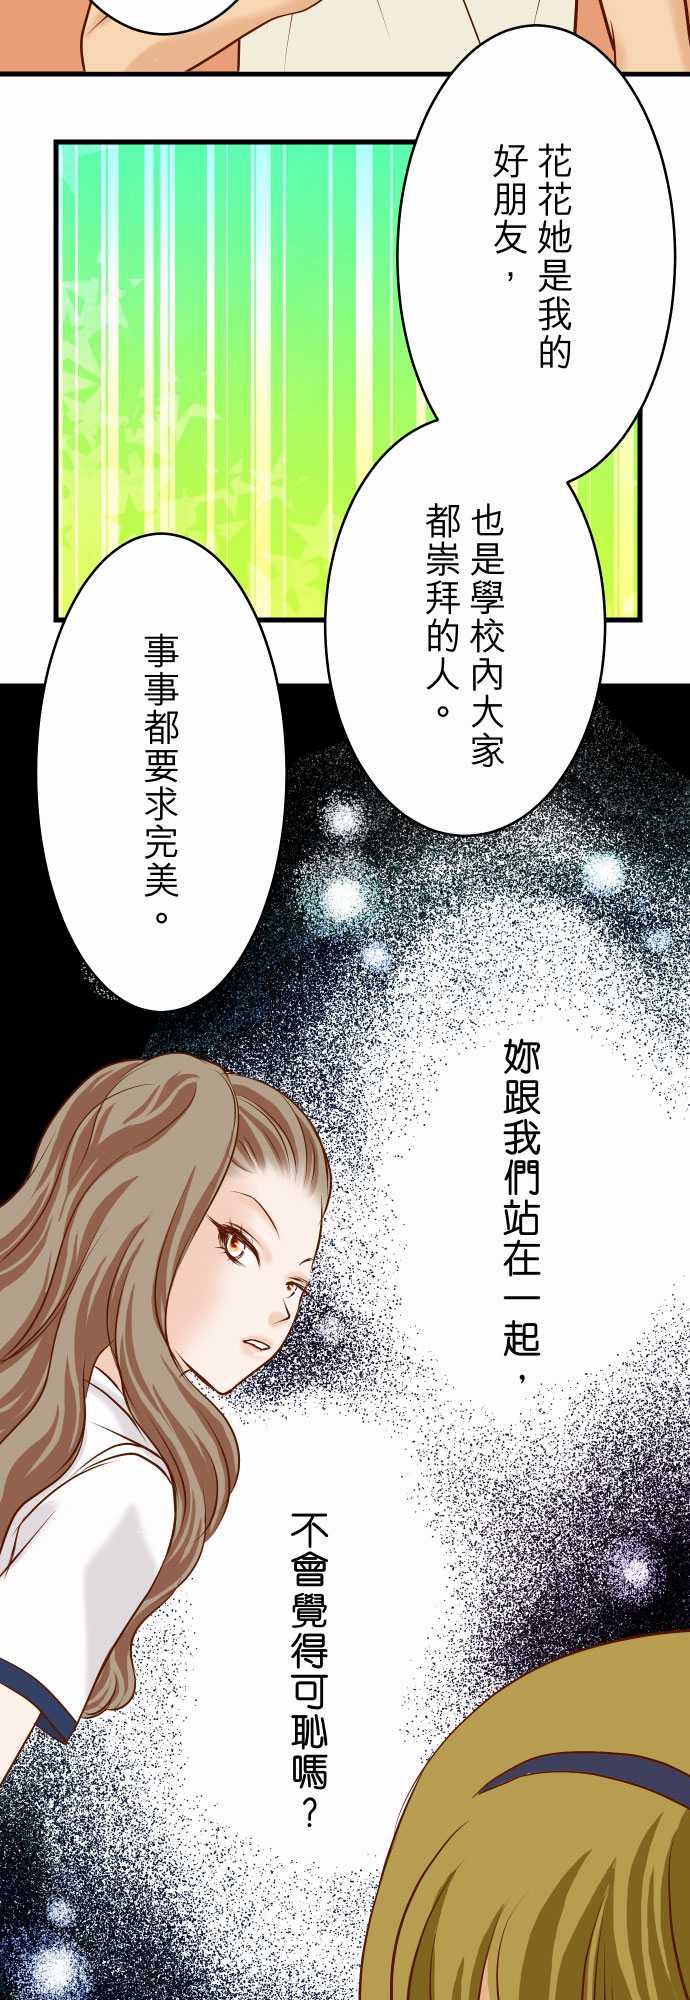 花花她是我的
好朋友，
也是學校內大家
都崇拜的人。
事事都要求完美。
妳跟我們站在一起，
不會覺得可恥嗎？